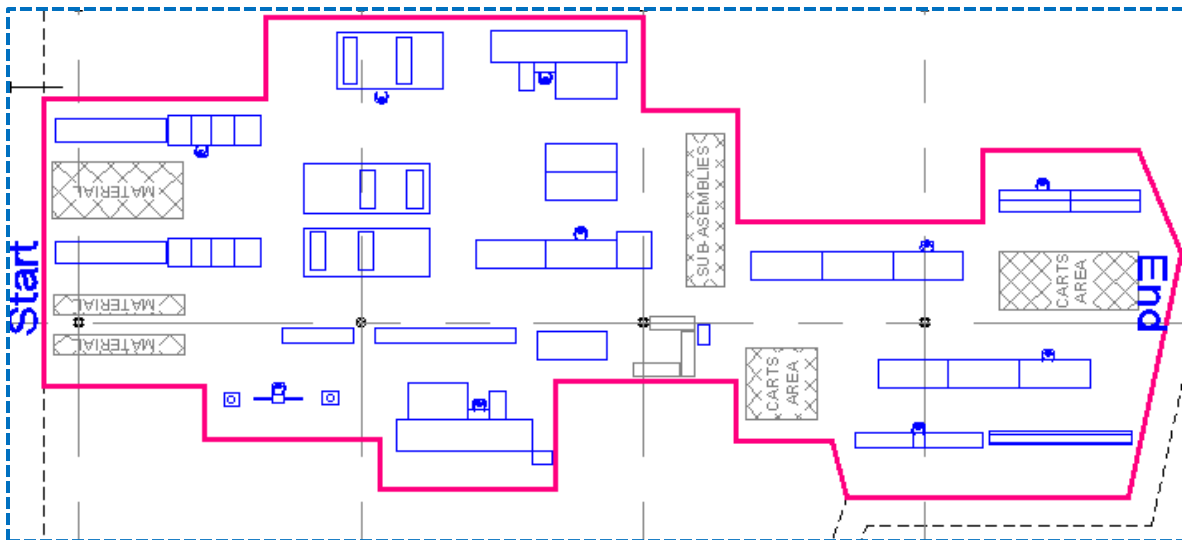 Start
MATERIAL
MATERIAL
MATERIAL
SUB-ASEMBLIES
CARTS
AREA
CARTS
AREA
End